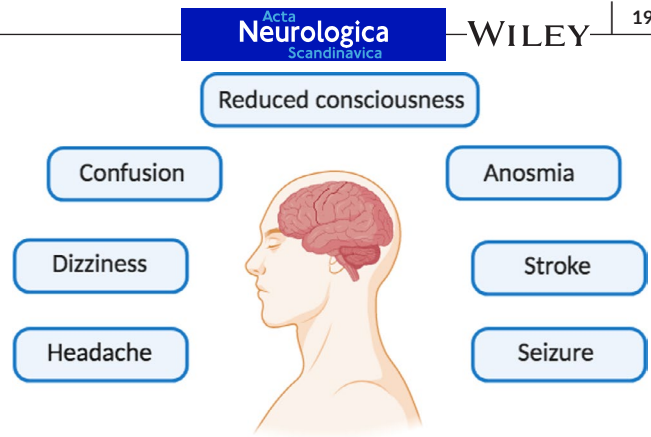 Acta
Neurologica
Scandinavica
WILEY
19
Reduced consciousness
Confusion
Anosmia
Dizziness
Stroke
Headache
Seizure